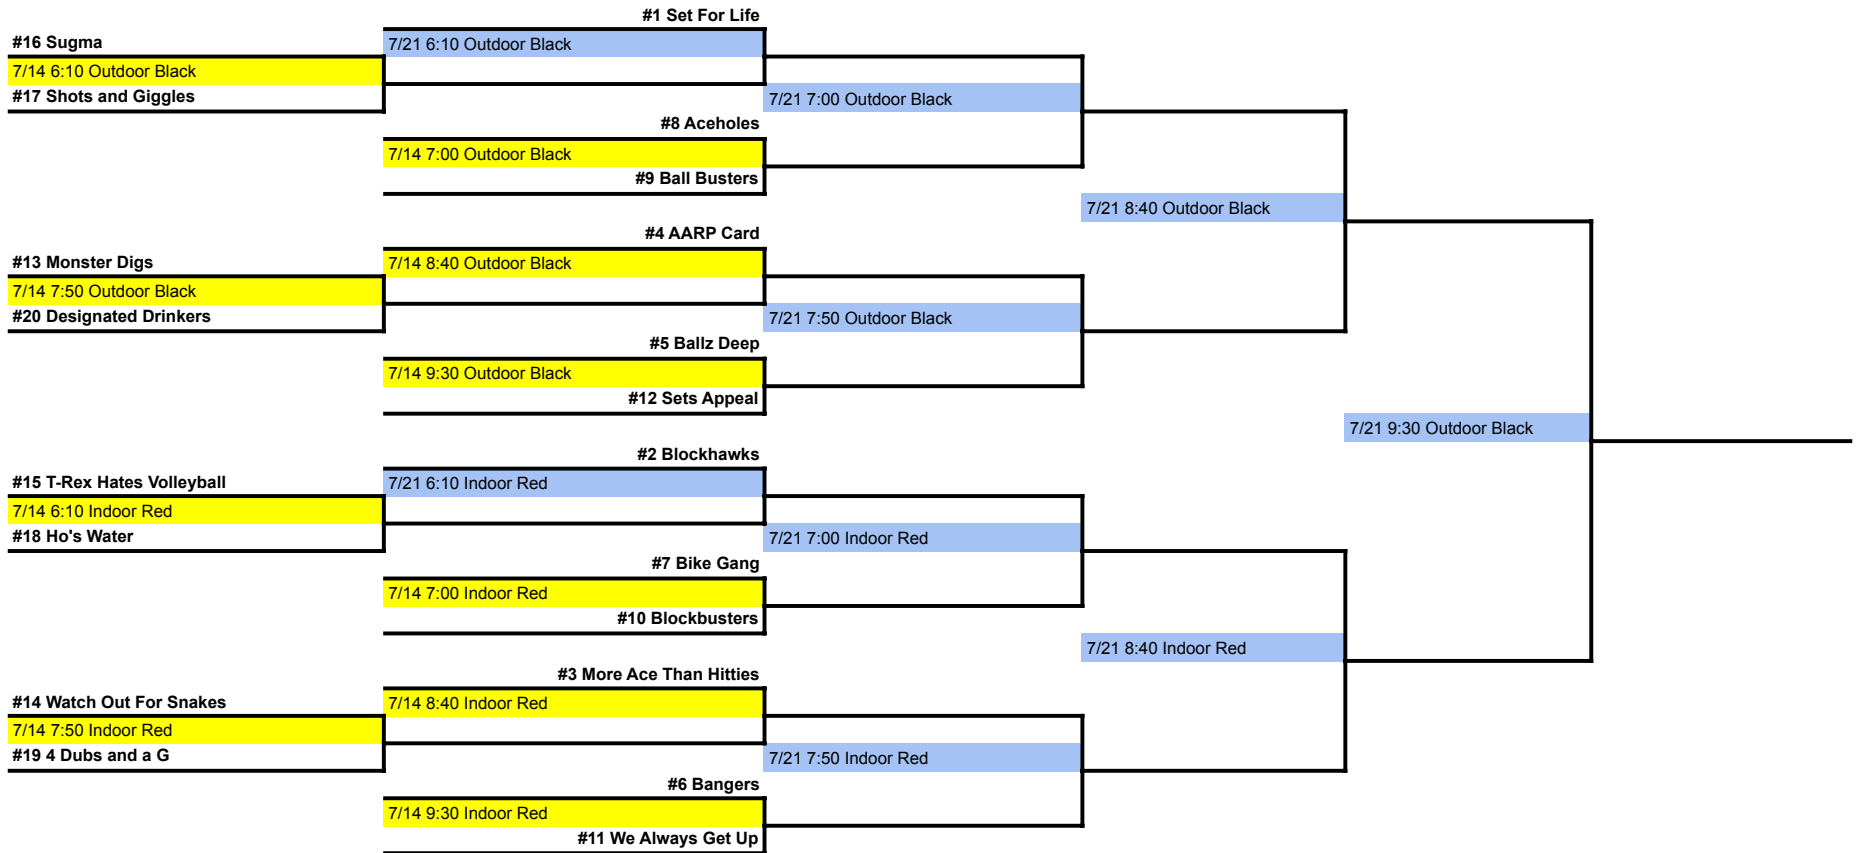 #1 Set For Life
#16 Sugma
7/21 6:10 Outdoor Black
7/14 6:10 Outdoor Black
#17 Shots and Giggles
7/21 7:00 Outdoor Black
#8 Aceholes
7/14 7:00 Outdoor Black
#9 Ball Busters
7/21 8:40 Outdoor Black
#4 AARP Card
#13 Monster Digs
7/14 8:40 Outdoor Black
7/14 7:50 Outdoor Black
#20 Designated Drinkers
7/21 7:50 Outdoor Black
#5 Ballz Deep
7/14 9:30 Outdoor Black
#12 Sets Appeal
7/21 9:30 Outdoor Black
#2 Blockhawks
#15 T-Rex Hates Volleyball
7/21 6:10 Indoor Red
7/14 6:10 Indoor Red
#18 Ho's Water
7/21 7:00 Indoor Red
#7 Bike Gang
7/14 7:00 Indoor Red
#10 Blockbusters
7/21 8:40 Indoor Red
#3 More Ace Than Hitties
#14 Watch Out For Snakes
7/14 8:40 Indoor Red
7/14 7:50 Indoor Red
#19 4 Dubs and a G
7/21 7:50 Indoor Red
#6 Bangers
7/14 9:30 Indoor Red
#11 We Always Get Up